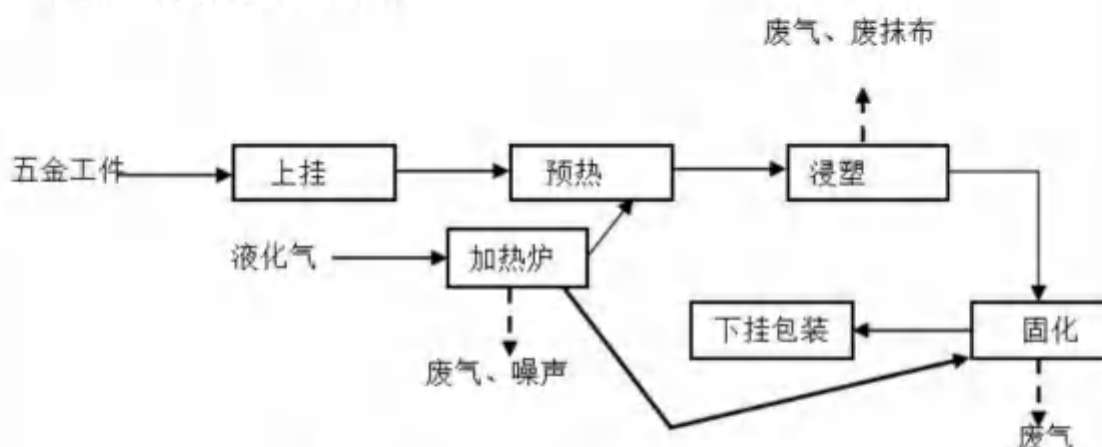 废气、废抹布
五金工件
上挂
预热
浸塑
液化气
加热炉
下挂包装
固化
废气、噪声
废气